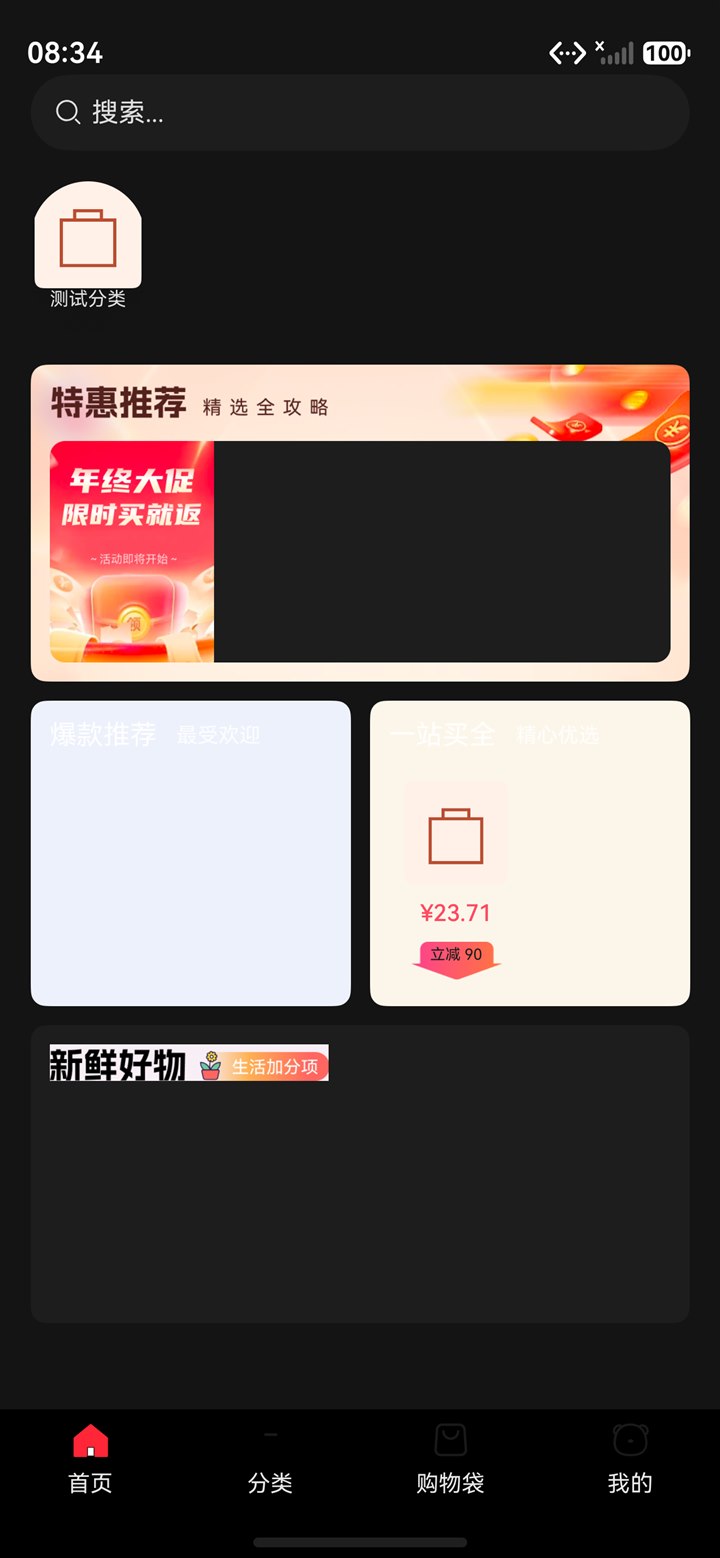 08:34
100
搜索...
测试分类
特惠推荐 精选全攻略
年终大促
限时买就返
~ 活动即将开始 ~
领
爆款推荐 最受欢迎
一站买全 精心优选
¥23.71
立减 90
新鲜好物 生活加分项
首页 分类 购物袋 我的